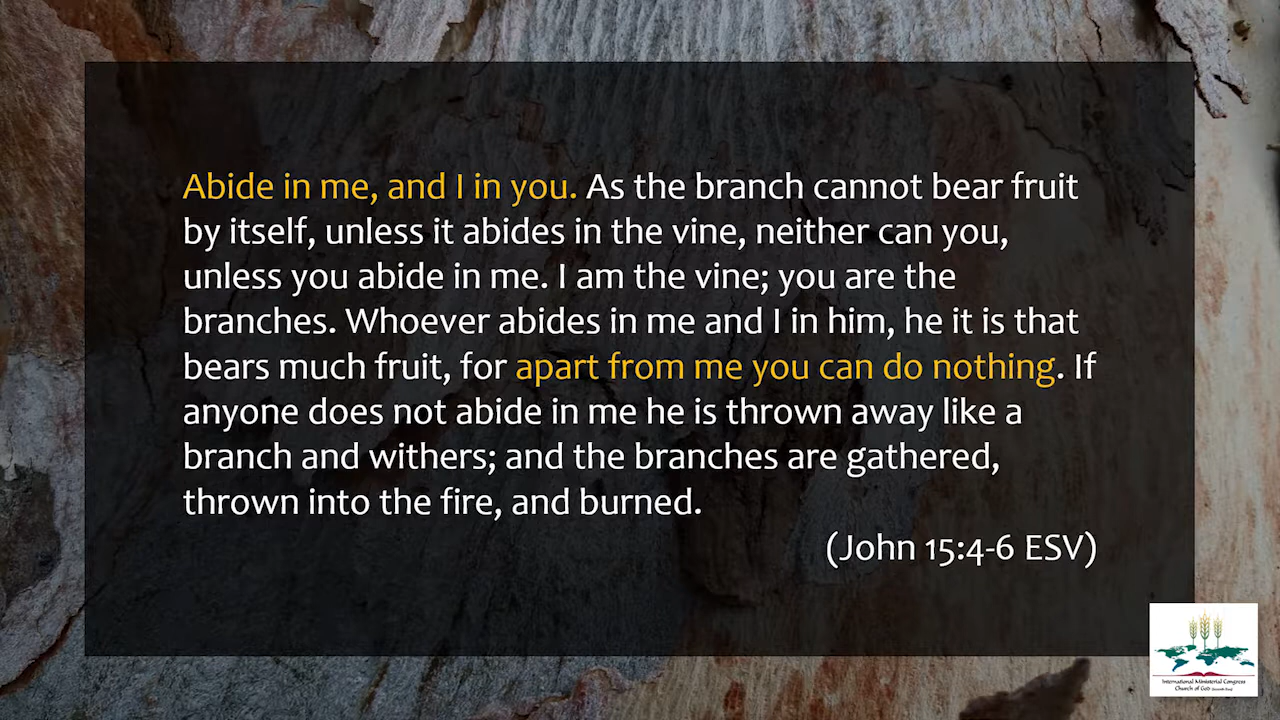 Abide in me, and I in you. As the branch cannot bear fruit
by itself, unless it abides in the vine, neither can you,
unless you abide in me. I am the vine; you are the
branches. Whoever abides in me and I in him, he it is that
bears much fruit, for apart from me you can do nothing. If
anyone does not abide in me he is thrown away like a
branch and withers; and the branches are gathered,
thrown into the fire, and burned.
(John 15:4-6 ESV)
International Ministerial Congress
Church of God (Seventh Day)